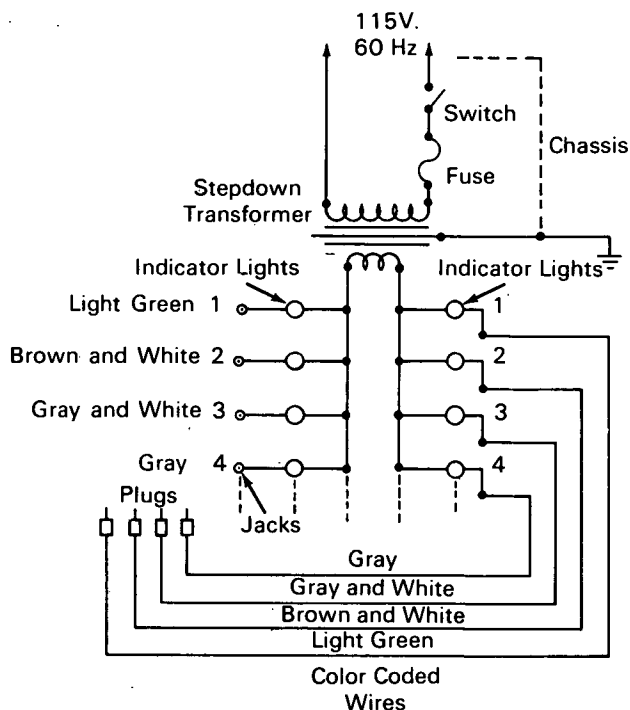 115V.
60 Hz
Switch
Chassis
Fuse
Stepdown
Transformer
Indicator Lights
Indicator Lights
Light Green 1
1
Brown and White 2
2
Gray and White 3
3
Gray 4
4
Plugs
Jacks
Gray
Gray and White
Brown and White
Light Green
Color Coded
Wires